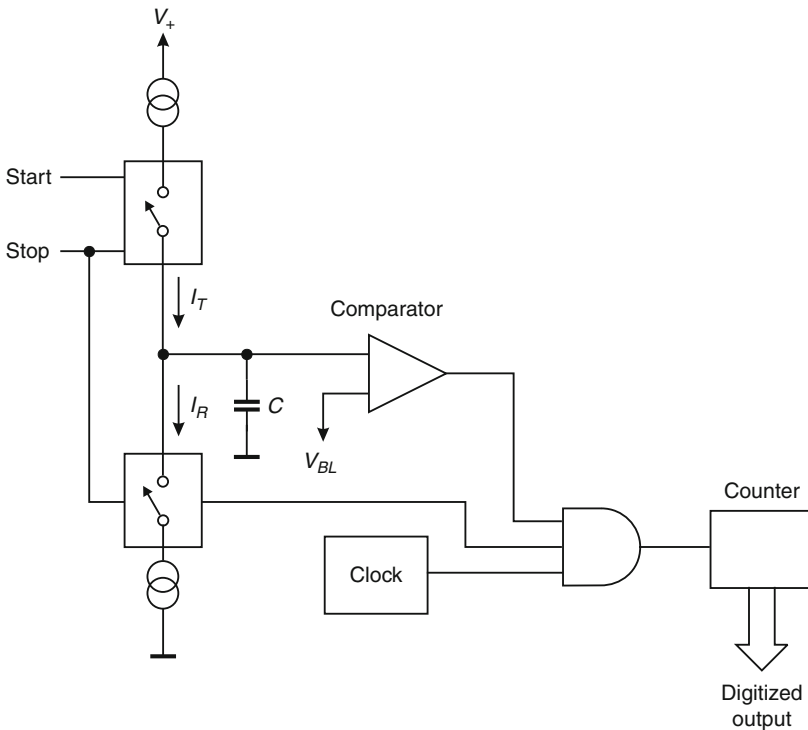 V+
Start
Stop
I_T
Comparator
I_R
C
V_BL
Counter
Clock
Digitized
output